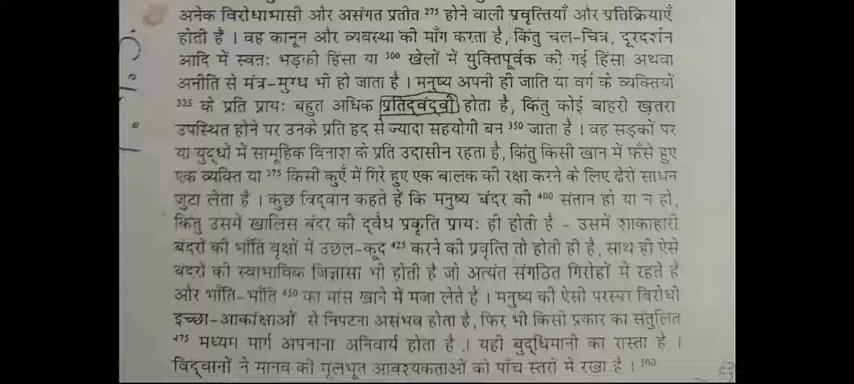 अनेक विरोधाभासी और असंगत प्रतीत 275 होने वाली प्रवृत्तियाँ और प्रतिक्रियाएँ
होती हैं । वह कानून और व्यवस्था की माँग करता है, किंतु चल-चित्र, दूरदर्शन
आदि में स्वतः भड़की हिंसा या 300 खेलों में युक्तिपूर्वक की गई हिंसा अथवा
अनीति से मंत्र-मुग्ध भी हो जाता है । मनुष्य अपनी ही जाति या वर्ग के व्यक्तियों
325 के प्रति प्रायः बहुत अधिक प्रतिद्वंद्वी होता है, किंतु कोई बाहरी खतरा
उपस्थित होने पर उनके प्रति हद से ज्यादा सहयोगी बन 350 जाता है । वह सड़कों पर
या युद्धों में सामूहिक विनाश के प्रति उदासीन रहता है, किंतु किसी खान में फँसे हुए
एक व्यक्ति या 375 किसी कुएँ में गिरे हुए एक बालक की रक्षा करने के लिए ढेरों साधन
जुटा लेता है । कुछ विद्वान कहते हैं कि मनुष्य बंदर की 400 संतान हो या न हो,
किंतु उसमें खालिस बंदर की द्वैध प्रकृति प्रायः ही होती है - उसमें शाकाहारी
बंदरों की भाँति वृक्षों में उछल-कूद 425 करने की प्रवृत्ति तो होती ही है, साथ ही ऐसे
बंदरों की स्वाभाविक जिज्ञासा भी होती है जो अत्यंत संगठित गिरोहों में रहते हैं
और भाँति-भाँति 450 का मांस खाने में मजा लेते हैं । मनुष्य की ऐसी परस्पर विरोधी
इच्छा-आकांक्षाओं से निपटना असंभव होता है, फिर भी किसी प्रकार का संतुलित
475 मध्यम मार्ग अपनाना अनिवार्य होता है । यही बुद्धिमानी का रास्ता है ।
विद्वानों ने मानव की मूलभूत आवश्यकताओं को पाँच स्तरों में रखा है । 500